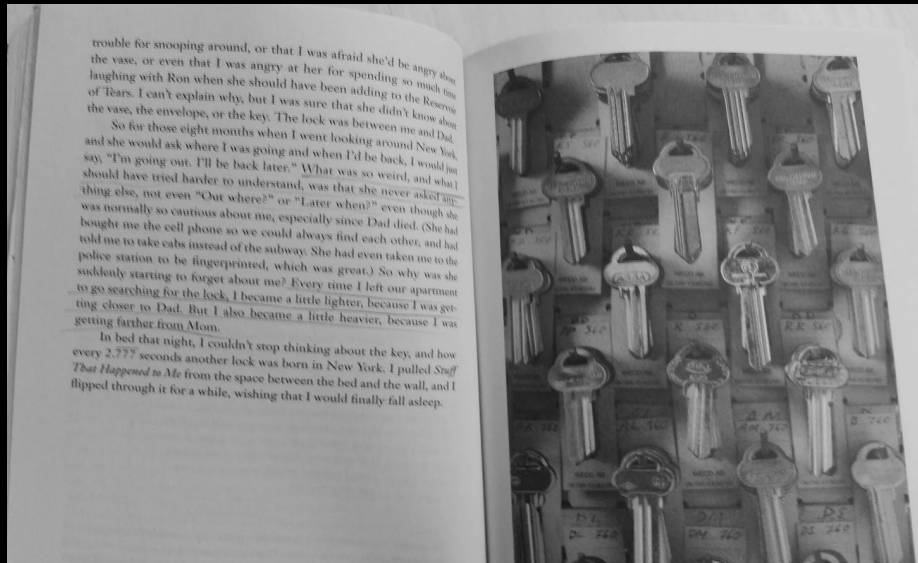 trouble for snooping around, or that I was afraid she'd be angry about
the vase, or even that I was angry at her for spending so much time
laughing with Ron when she should have been adding to the Reservoir
of Tears. I can't explain why, but I was sure that she didn't know about
the vase, the envelope, or the key. The lock was between me and Dad.
So for those eight months when I went looking around New York,
and she would ask where I was going and when I'd be back, I would just
say, "I'm going out. I'll be back later." What was so weird, and what I
should have tried harder to understand, was that she never asked any-
thing else, not even "Out where?" or "Later when?" even though she
was normally so cautious about me, especially since Dad died. (She had
bought me the cell phone so we could always find each other, and had
told me to take cabs instead of the subway. She had even taken me to the
police station to be fingerprinted, which was great.) So why was she
suddenly starting to forget about me? Every time I left our apartment
to go searching for the lock, I became a little lighter, because I was get-
ting closer to Dad. But I also became a little heavier, because I was
getting farther from Mom.
In bed that night, I couldn't stop thinking about the key, and how
every 2.777 seconds another lock was born in New York. I pulled Stuff
That Happened to Me from the space between the bed and the wall, and I
flipped through it for a while, wishing that I would finally fall asleep.
AM 760
DC 760
DM 760
DS 760